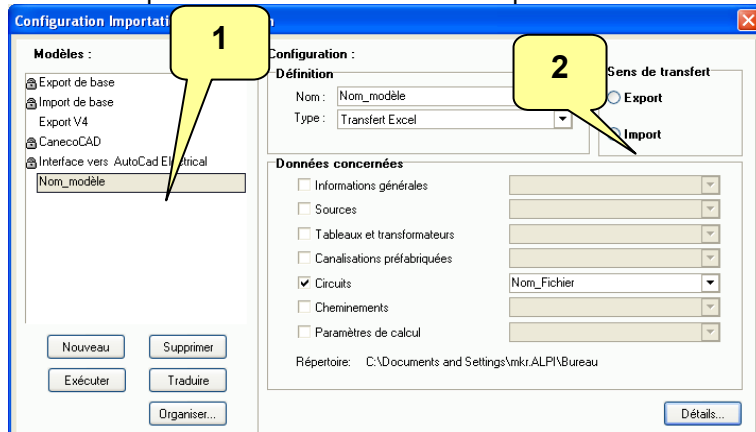 Configuration Importati
n
1
2
Modèles :
Export de base
Import de base
Export V4
CanecoCAD
Interface vers AutoCad El ctrical
Nom_modèle
Nouveau
Supprimer
Exécuter
Traduire
Organiser...
Configuration :
Définition
Nom : Nom_modèle
Type : Transfert Excel
Sens de transfert
Export
Import
Données concernées
Informations générales
Sources
Tableaux et transformateurs
Canalisations préfabriquées
Circuits Nom_Fichier
Cheminements
Paramètres de calcul
Répertoire: C:\Documents and Settings\mkr.ALPI\Bureau
Détails...